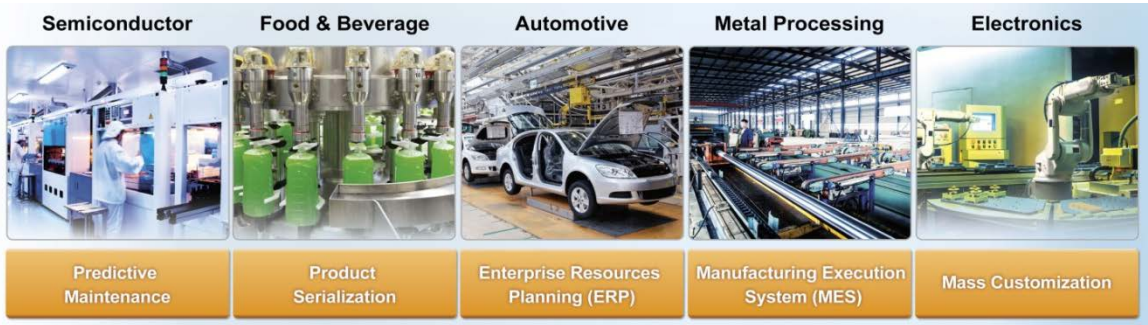 Semiconductor
Food & Beverage
Automotive
Metal Processing
Electronics
Predictive
Maintenance
Product
Serialization
Enterprise Resources
Planning (ERP)
Manufacturing Execution
System (MES)
Mass Customization